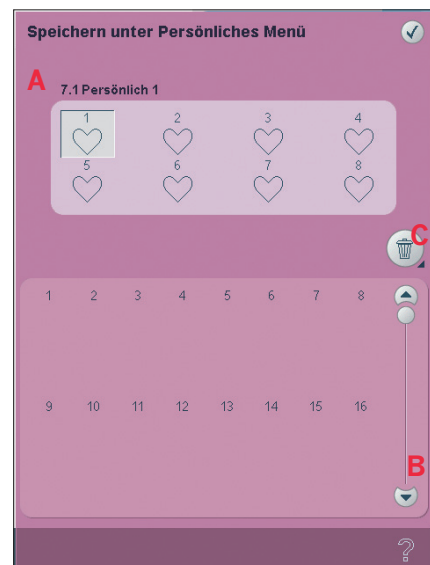 Speichern unter Persönliches Menü
A
7.1 Persönlich 1
1 2 3 4
5 6 7 8
C
1 2 3 4 5 6 7 8
9 10 11 12 13 14 15 16
B
?